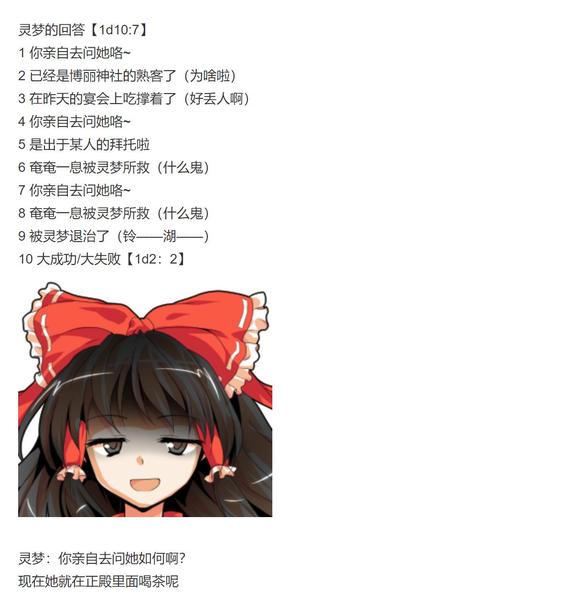 灵梦的回答【1d10:7】
1 你亲自去问她咯~
2 已经是博丽神社的熟客了（为啥啦）
3 在昨天的宴会上吃撑着了（好丢人啊）
4 你亲自去问她咯~
5 是出于某人的拜托啦
6 奄奄一息被灵梦所救（什么鬼）
7 你亲自去问她咯~
8 奄奄一息被灵梦所救（什么鬼）
9 被灵梦退治了（铃——湖——）
10 大成功/大失败【1d2：2】
灵梦：你亲自去问她如何啊？
现在她就在正殿里面喝茶呢